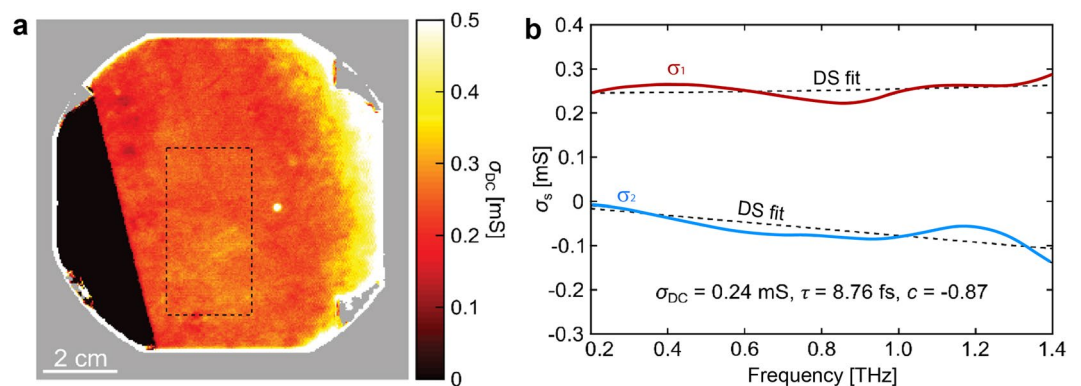 a
0.5
0.4
0.3
0.2
0.1
0
σDC [mS]
2 cm
b
0.4
0.3
0.2
0.1
0
-0.1
-0.2
-0.3
σs [mS]
σ1
DS fit
σ2
DS fit
σDC = 0.24 mS, τ = 8.76 fs, c = -0.87
0.2 0.4 0.6 0.8 1.0 1.2 1.4
Frequency [THz]